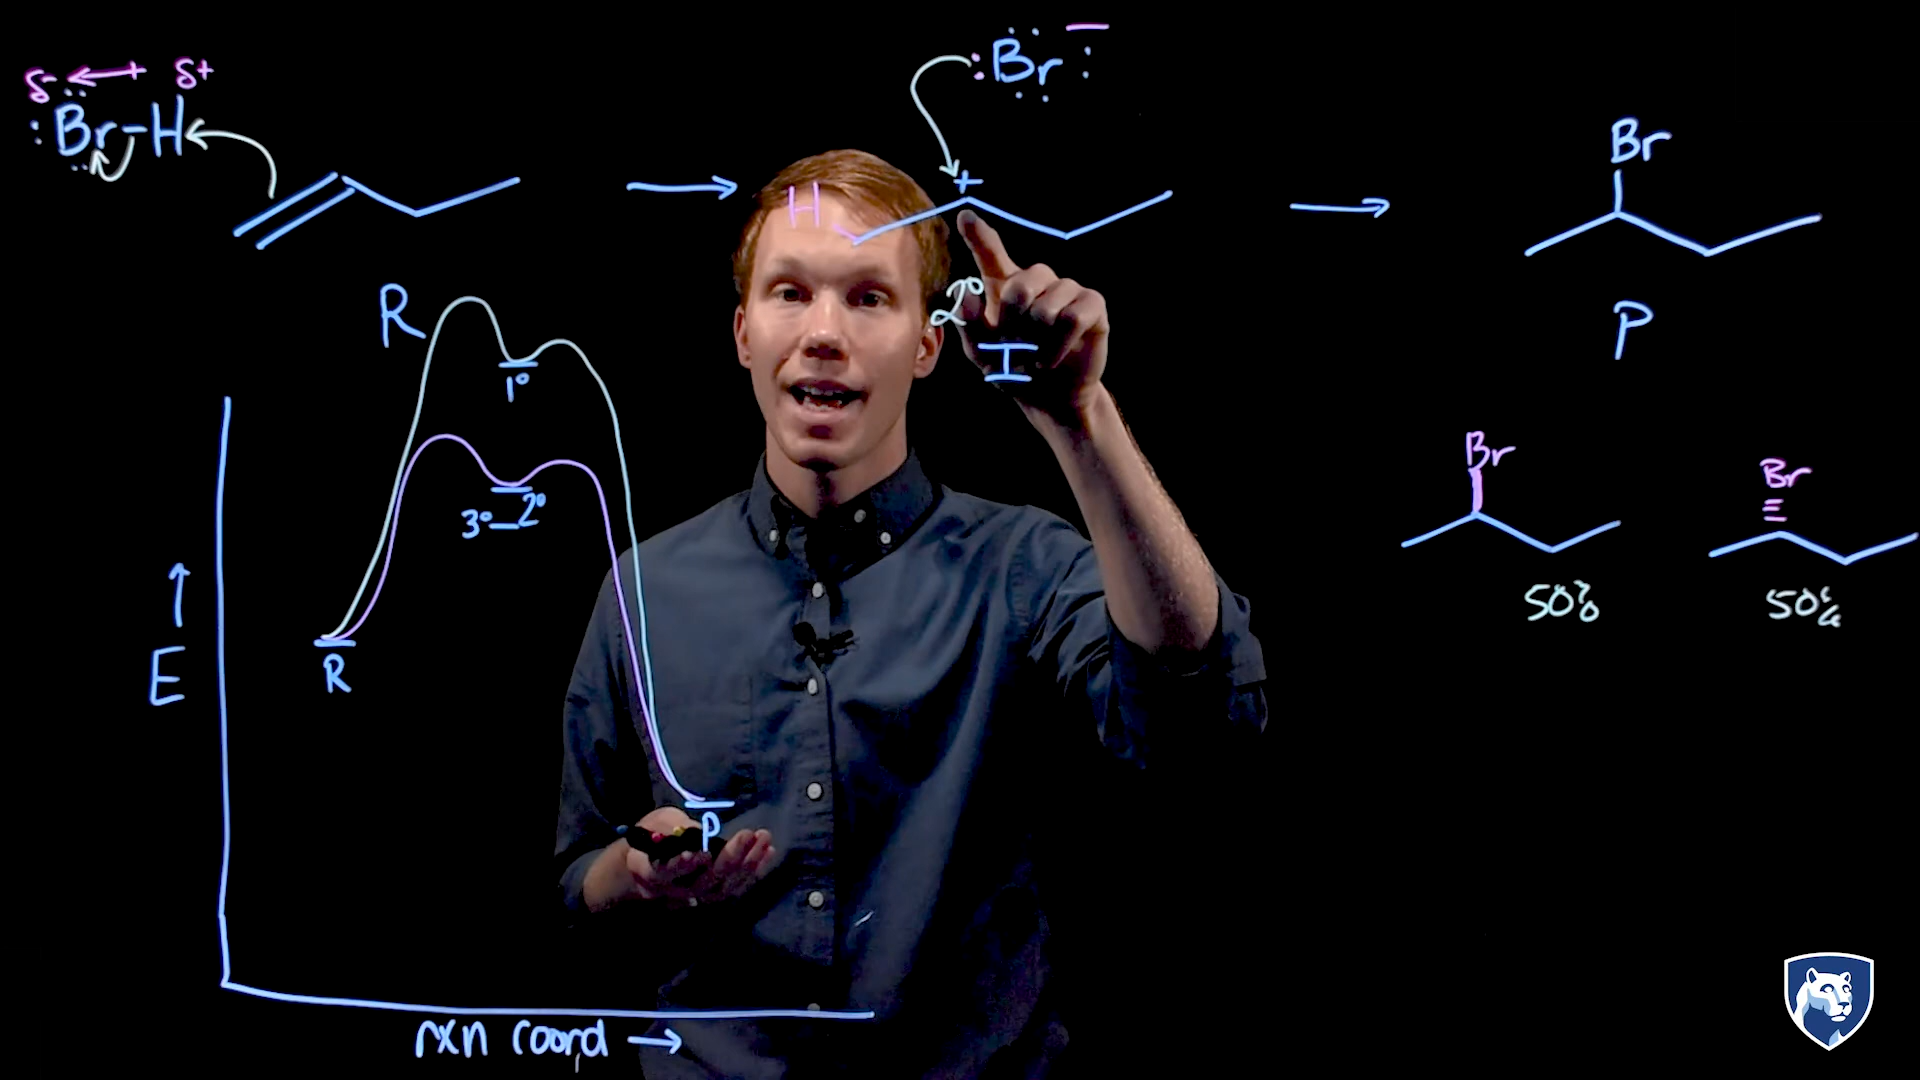 δ- δ+
:Br-H
:Br:
-
H
+
2°
I
Br
P
R
1°
3° 2°
R
P
E
rxn coord →
Br
50%
Br
50%